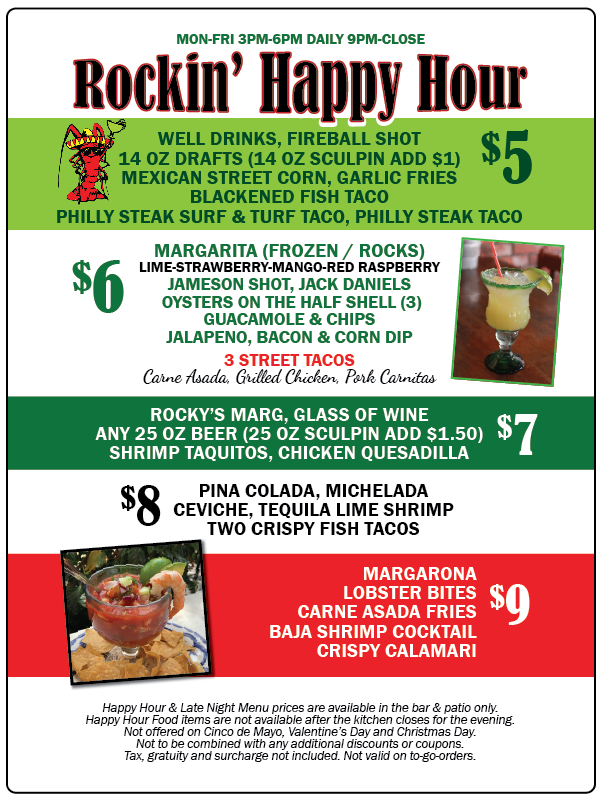 MON-FRI 3PM-6PM DAILY 9PM-CLOSE
Rockin' Happy Hour
WELL DRINKS, FIREBALL SHOT
14 OZ DRAFTS (14 OZ SCULPIN ADD $1)
MEXICAN STREET CORN, GARLIC FRIES
BLACKENED FISH TACO
PHILLY STEAK SURF & TURF TACO, PHILLY STEAK TACO
$5
$6
MARGARITA (FROZEN / ROCKS)
LIME-STRAWBERRY-MANGO-RED RASPBERRY
JAMESON SHOT, JACK DANIELS
OYSTERS ON THE HALF SHELL (3)
GUACAMOLE & CHIPS
JALAPENO, BACON & CORN DIP
3 STREET TACOS
Carne Asada, Grilled Chicken, Pork Carnitas
ROCKY'S MARG, GLASS OF WINE
ANY 25 OZ BEER (25 OZ SCULPIN ADD $1.50)
SHRIMP TAQUITOS, CHICKEN QUESADILLA
$7
$8
PINA COLADA, MICHELADA
CEVICHE, TEQUILA LIME SHRIMP
TWO CRISPY FISH TACOS
MARGARONA
LOBSTER BITES
CARNE ASADA FRIES
BAJA SHRIMP COCKTAIL
CRISPY CALAMARI
$9
Happy Hour & Late Night Menu prices are available in the bar & patio only.
Happy Hour Food items are not available after the kitchen closes for the evening.
Not offered on Cinco de Mayo, Valentine's Day and Christmas Day.
Not to be combined with any additional discounts or coupons.
Tax, gratuity and surcharge not included. Not valid on to-go-orders.